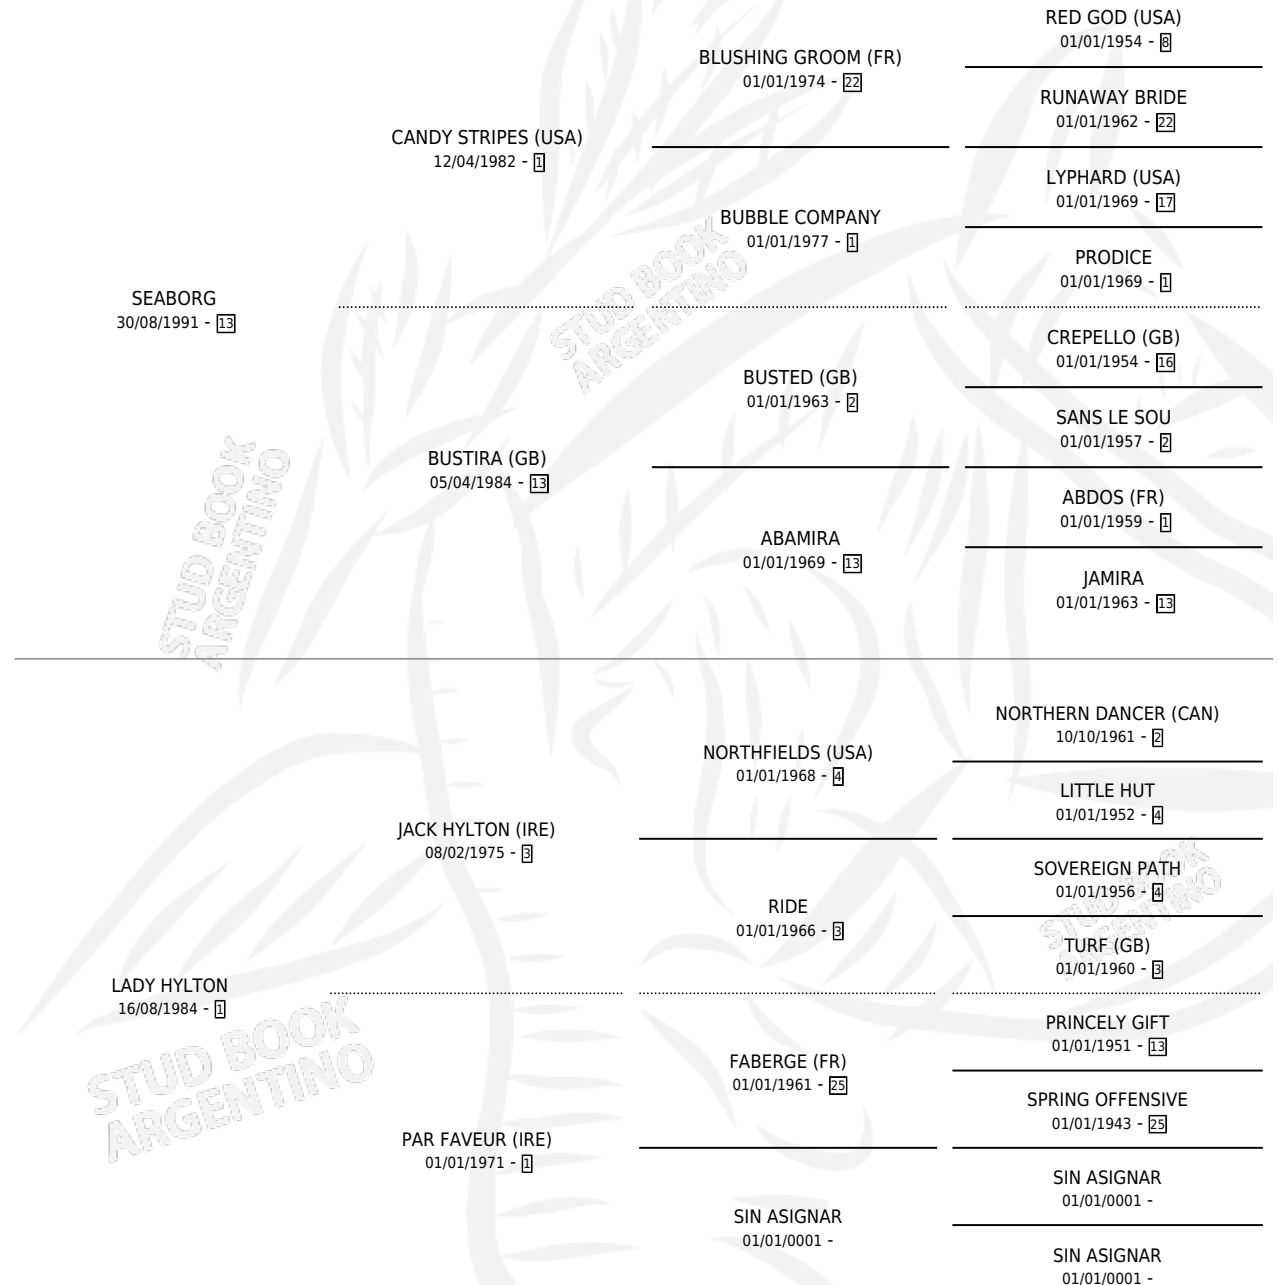 RED GOD (USA)
01/01/1954 - 8
BLUSHING GROOM (FR)
01/01/1974 - 22
RUNAWAY BRIDE
01/01/1962 - 22
CANDY STRIPES (USA)
12/04/1982 - 1
LYPHARD (USA)
01/01/1969 - 17
BUBBLE COMPANY
01/01/1977 - 1
PRODICE
01/01/1969 - 1
STUD BOOK
ARGENTINO
SEABORG
30/08/1991 - 13
CREPELLO (GB)
01/01/1954 - 16
BUSTED (GB)
01/01/1963 - 2
SANS LE SOU
01/01/1957 - 2
BUSTIRA (GB)
05/04/1984 - 13
ABDOS (FR)
01/01/1959 - 1
ABAMIRA
01/01/1969 - 13
JAMIRA
01/01/1963 - 13
STUD BOOK
ARGENTINO
NORTHERN DANCER (CAN)
10/10/1961 - 2
NORTHFIELDS (USA)
01/01/1968 - 4
LITTLE HUT
01/01/1952 - 4
JACK HYLTON (IRE)
08/02/1975 - 3
SOVEREIGN PATH
01/01/1956 - 4
RIDE
01/01/1966 - 3
TURF (GB)
01/01/1960 - 3
STUD BOOK
ARGENTINO
LADY HYLTON
16/08/1984 - 1
PRINCELY GIFT
01/01/1951 - 13
FABERGE (FR)
01/01/1961 - 25
SPRING OFFENSIVE
01/01/1943 - 25
STUD BOOK
ARGENTINO
PAR FAVEUR (IRE)
01/01/1971 - 1
SIN ASIGNAR
01/01/0001 -
SIN ASIGNAR
01/01/0001 -
SIN ASIGNAR
01/01/0001 -